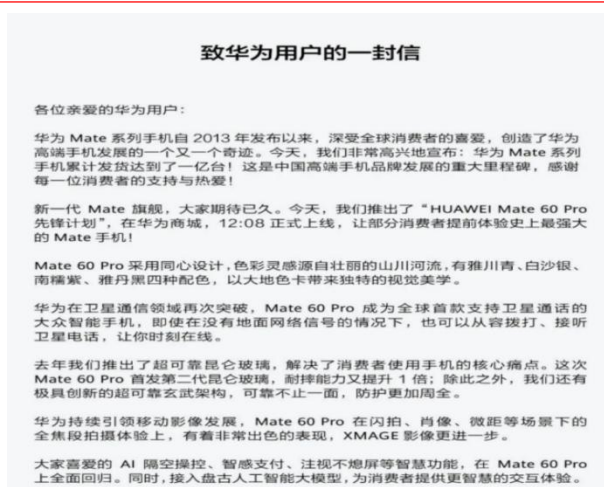 致华为用户的一封信
各位亲爱的华为用户：
华为 Mate 系列手机自 2013 年发布以来，深受全球消费者的喜爱，创造了华为
高端手机发展的一个又一个奇迹。今天，我们非常高兴地宣布：华为 Mate 系列
手机累计发货达到了一亿台！这是中国高端手机品牌发展的重大里程碑，感谢
每一位消费者的支持与热爱！
新一代 Mate 旗舰，大家期待已久。今天，我们推出了“HUAWEI Mate 60 Pro
先锋计划”，在华为商城，12:08 正式上线，让部分消费者提前体验史上最强大
的 Mate 手机！
Mate 60 Pro 采用同心设计，色彩灵感源自壮丽的山川河流，有雅川青、白沙银、
南糯紫、雅丹黑四种配色，以大地色卡带来独特的视觉美学。
华为在卫星通信领域再次突破，Mate 60 Pro 成为全球首款支持卫星通话的
大众智能手机，即使在没有地面网络信号的情况下，也可以从容拨打、接听
卫星电话，让你时刻在线。
去年我们推出了超可靠昆仑玻璃，解决了消费者使用手机的核心痛点。这次
Mate 60 Pro 首发第二代昆仑玻璃，耐摔能力又提升 1 倍；除此之外，我们还有
极具创新的超可靠玄武架构，可靠不止一面，防护更加周全。
华为持续引领移动影像发展，Mate 60 Pro 在闪拍、肖像、微距等场景下的
全焦段拍摄体验上，有着非常出色的表现，XMAGE 影像更进一步。
大家喜爱的 AI 隔空操控、智感支付、注视不熄屏等智慧功能，在 Mate 60 Pro
上全面回归。同时，接入盘古人工智能大模型，为消费者提供更智慧的交互体验。